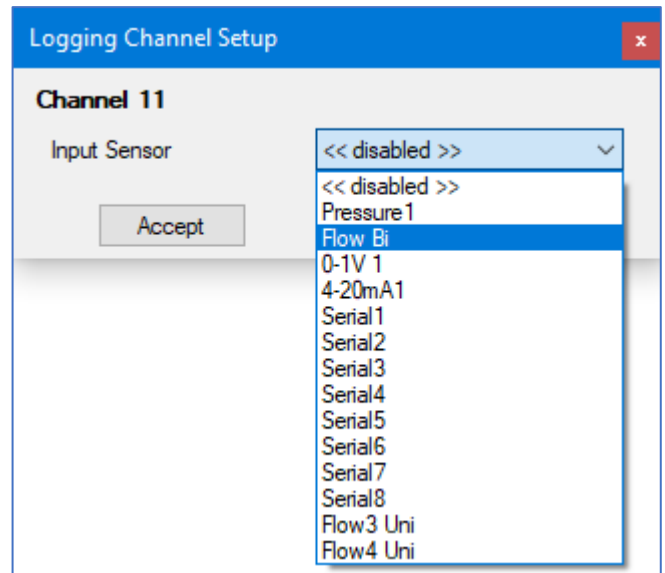 Logging Channel Setup
x
Channel 11
Input Sensor
<< disabled >>
<< disabled >>
Pressure1
Accept
Flow Bi
0-1V 1
4-20mA1
Serial1
Serial2
Serial3
Serial4
Serial5
Serial6
Serial7
Serial8
Flow3 Uni
Flow4 Uni